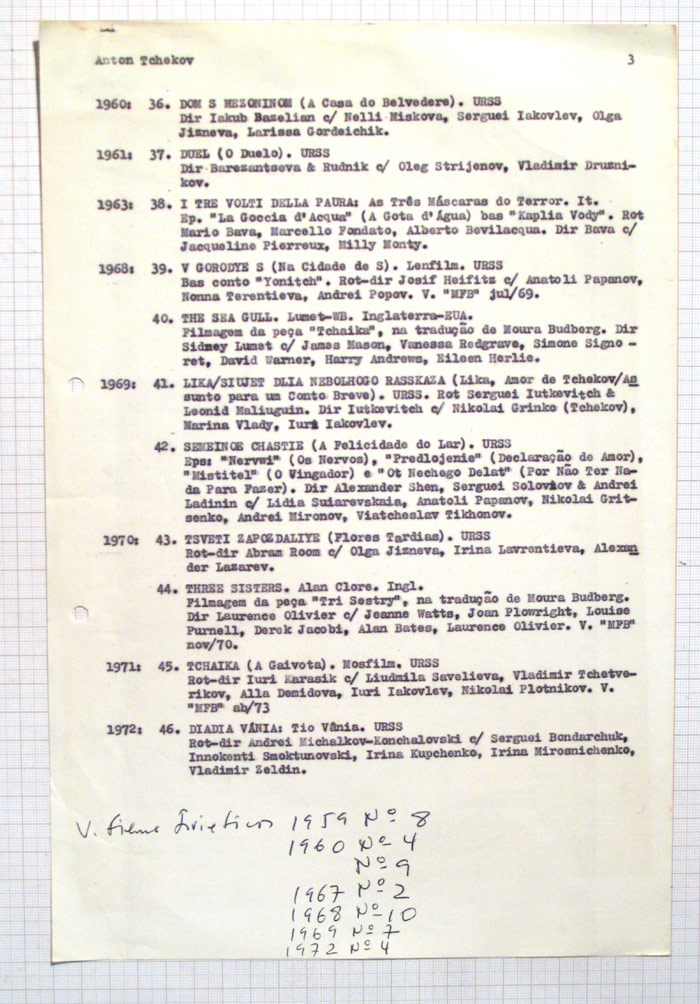 Anton Tchekov 3
1960: 36. DOM S MEZONINOM (A Casa do Belvedere). URSS
Dir Iakub Bazelian c/ Nelli Miskova, Serguei Iakovlev, Olga
Jizneva, Larissa Gordeichik.
1961: 37. DUEL (O Duelo). URSS
Dir Barezantseva & Rudnik c/ Oleg Strijenov, Vladimir Druzni-
kov.
1963: 38. I TRE VOLTI DELLA PAURA: As Três Máscaras do Terror. It.
Ep. "La Goccia d'Acqua" (A Gota d'Água) bas "Kaplia Vody". Rot
Mario Bava, Marcello Fondato, Alberto Bevilacqua. Dir Bava c/
Jacqueline Pierreux, Milly Monty.
1968: 39. V GORODYE S (Na Cidade de S). Lenfilm. URSS
Bas conto "Yonitch". Rot-dir Josif Heifitz c/ Anatoli Papanov,
Nonna Terentieva, Andrei Popov. V. "MFB" jul/69.
40. THE SEA GULL. Lumet-WB. Inglaterra-EUA.
Filmagem da peça "Tchaika", na tradução de Moura Budberg. Dir
Sidney Lumet c/ James Mason, Vanessa Redgrave, Simone Signo -
ret, David Warner, Harry Andrews, Eileen Herlie.
1969: 41. LIKA/SIUJET DLIA NEBOLHOGO RASSKAZA (Lika, Amor de Tchekov/As
sunto para um Conto Breve). URSS. Rot Serguei Iutkevitch &
Leonid Maliuguin. Dir Iutkevitch c/ Nikolai Grinko (Tchekov),
Marina Vlady, Iuri Iakovlev.
42. SEMEINOE CHASTIE (A Felicidade do Lar). URSS
Eps: "Nervwi" (Os Nervos), "Predlojenie" (Declaração de Amor),
"Mistitel" (O Vingador) e "Ot Nechego Delat" (Por Não Ter Na-
da Para Fazer). Dir Alexander Shen, Serguei Soloviov & Andrei
Ladinin c/ Lidia Suiarevskaia, Anatoli Papanov, Nikolai Grit-
senko, Andrei Mironov, Viatcheslav Tikhonov.
1970: 43. TSVETI ZAPOZDALIYE (Flores Tardias). URSS
Rot-dir Abram Room c/ Olga Jizneva, Irina Lavrentieva, Alexan
der Lazarev.
44. THREE SISTERS. Alan Clore. Ingl.
Filmagem da peça "Tri Sestry", na tradução de Moura Budberg.
Dir Laurence Olivier c/ Jeanne Watts, Joan Plowright, Louise
Purnell, Derek Jacobi, Alan Bates, Laurence Olivier. V. "MFB"
nov/70.
1971: 45. TCHAIKA (A Gaivota). Mosfilm. URSS
Rot-dir Iuri Karasik c/ Liudmila Savelieva, Vladimir Tchetve-
rikov, Alla Demidova, Iuri Iakovlev, Nikolai Plotnikov. V.
"MFB" ab/73
1972: 46. DIADIA VÂNIA: Tio Vânia. URSS
Rot-dir Andrei Michalkov-Konchalovski c/ Serguei Bondarchuk,
Innokenti Smoktunovski, Irina Kupchenko, Irina Mirosnichenko,
Vladimir Zeldin.
V. 1959 Nº 8
1960 Nº 4
Nº 9
1967 Nº 2
1968 Nº 10
1969 Nº 7
1972 Nº 4